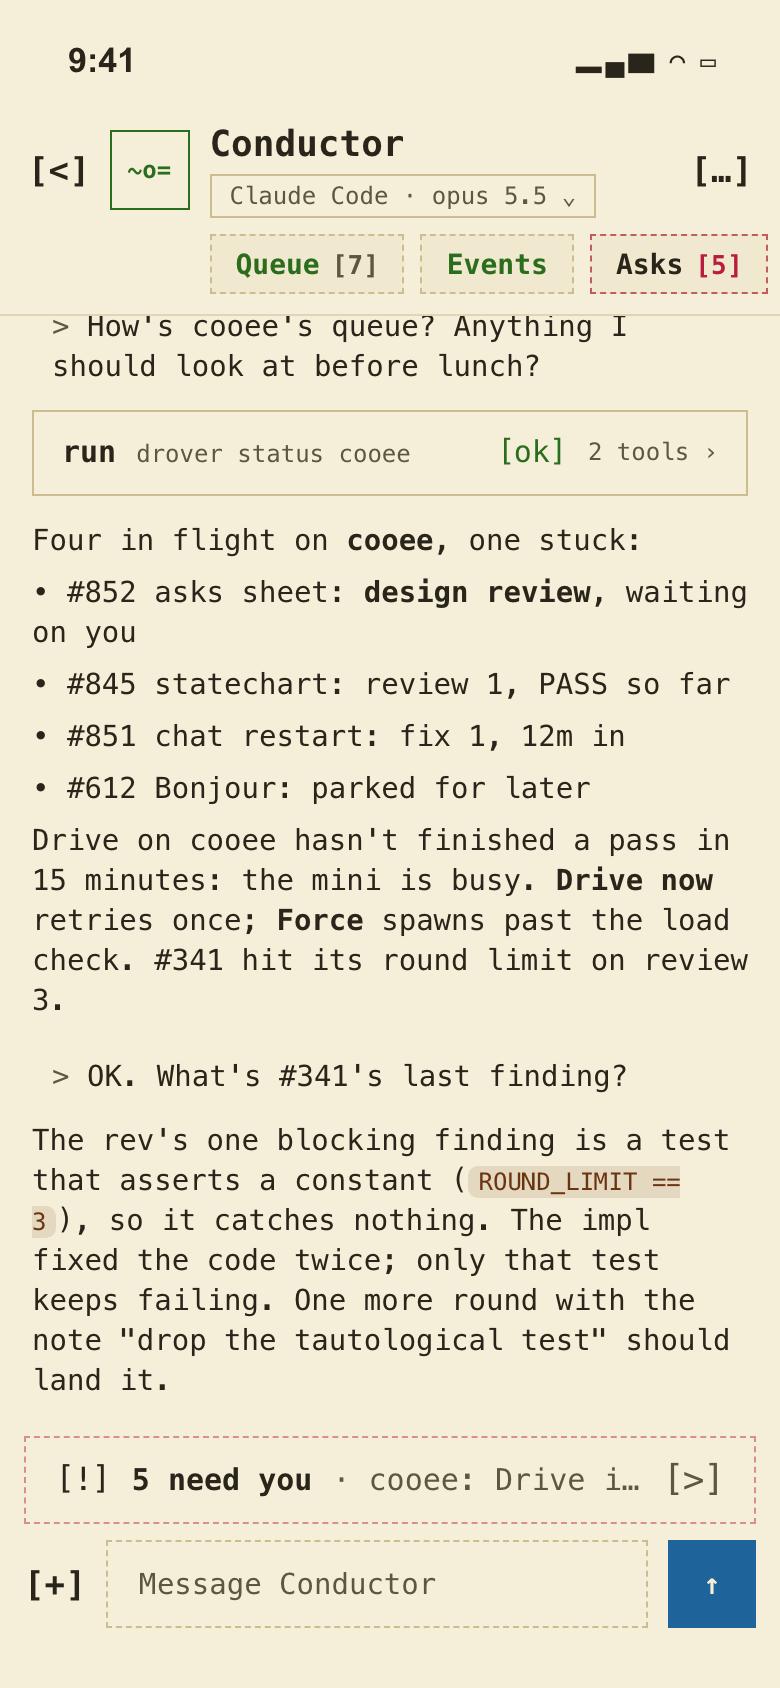 9:41
[<] ~o= Conductor [...]
Claude Code · opus 5.5 ⌄
Queue [7] Events Asks [5]
> How's cooee's queue? Anything I
should look at before lunch?
run drover status cooee [ok] 2 tools ›
Four in flight on cooee, one stuck:
• #852 asks sheet: design review, waiting
on you
• #845 statechart: review 1, PASS so far
• #851 chat restart: fix 1, 12m in
• #612 Bonjour: parked for later
Drive on cooee hasn't finished a pass in
15 minutes: the mini is busy. Drive now
retries once; Force spawns past the load
check. #341 hit its round limit on review
3.
> OK. What's #341's last finding?
The rev's one blocking finding is a test
that asserts a constant (ROUND_LIMIT ==
3), so it catches nothing. The impl
fixed the code twice; only that test
keeps failing. One more round with the
note "drop the tautological test" should
land it.
[!] 5 need you · cooee: Drive i… [>]
[+] Message Conductor ↑